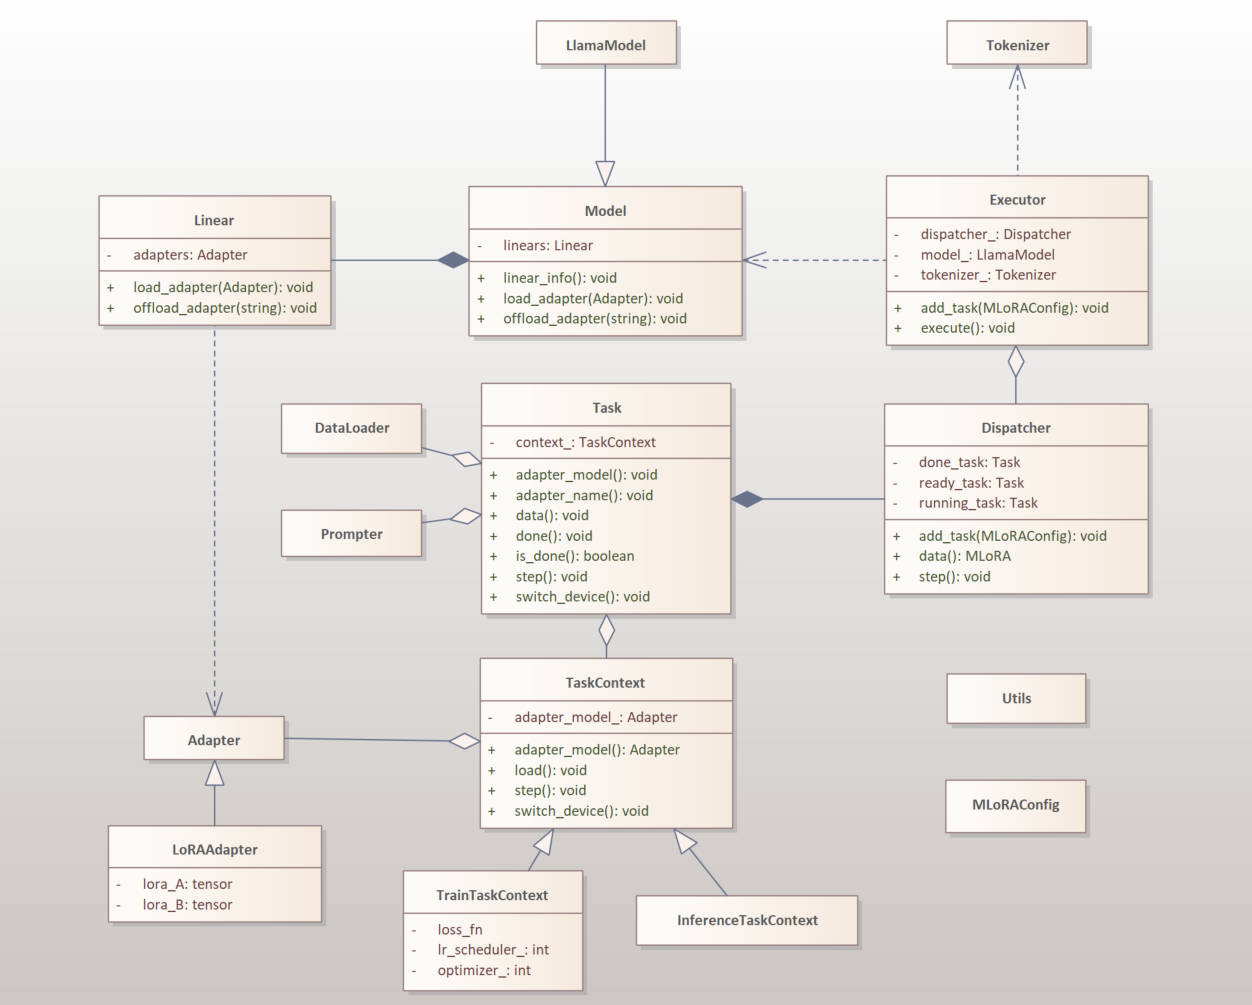 LlamaModel
Tokenizer
Linear
- adapters: Adapter
+ load_adapter(Adapter): void
+ offload_adapter(string): void
Model
- linears: Linear
+ linear_info(): void
+ load_adapter(Adapter): void
+ offload_adapter(string): void
Executor
- dispatcher_: Dispatcher
- model_: LlamaModel
- tokenizer_: Tokenizer
+ add_task(MLoRAConfig): void
+ execute(): void
DataLoader
Prompter
Task
- context_: TaskContext
+ adapter_model(): void
+ adapter_name(): void
+ data(): void
+ done(): void
+ is_done(): boolean
+ step(): void
+ switch_device(): void
Dispatcher
- done_task: Task
- ready_task: Task
- running_task: Task
+ add_task(MLoRAConfig): void
+ data(): MLoRA
+ step(): void
Adapter
TaskContext
- adapter_model_: Adapter
+ adapter_model(): Adapter
+ load(): void
+ step(): void
+ switch_device(): void
Utils
MLoRAConfig
LoRAAdapter
- lora_A: tensor
- lora_B: tensor
TrainTaskContext
- loss_fn
- lr_scheduler_: int
- optimizer_: int
InferenceTaskContext